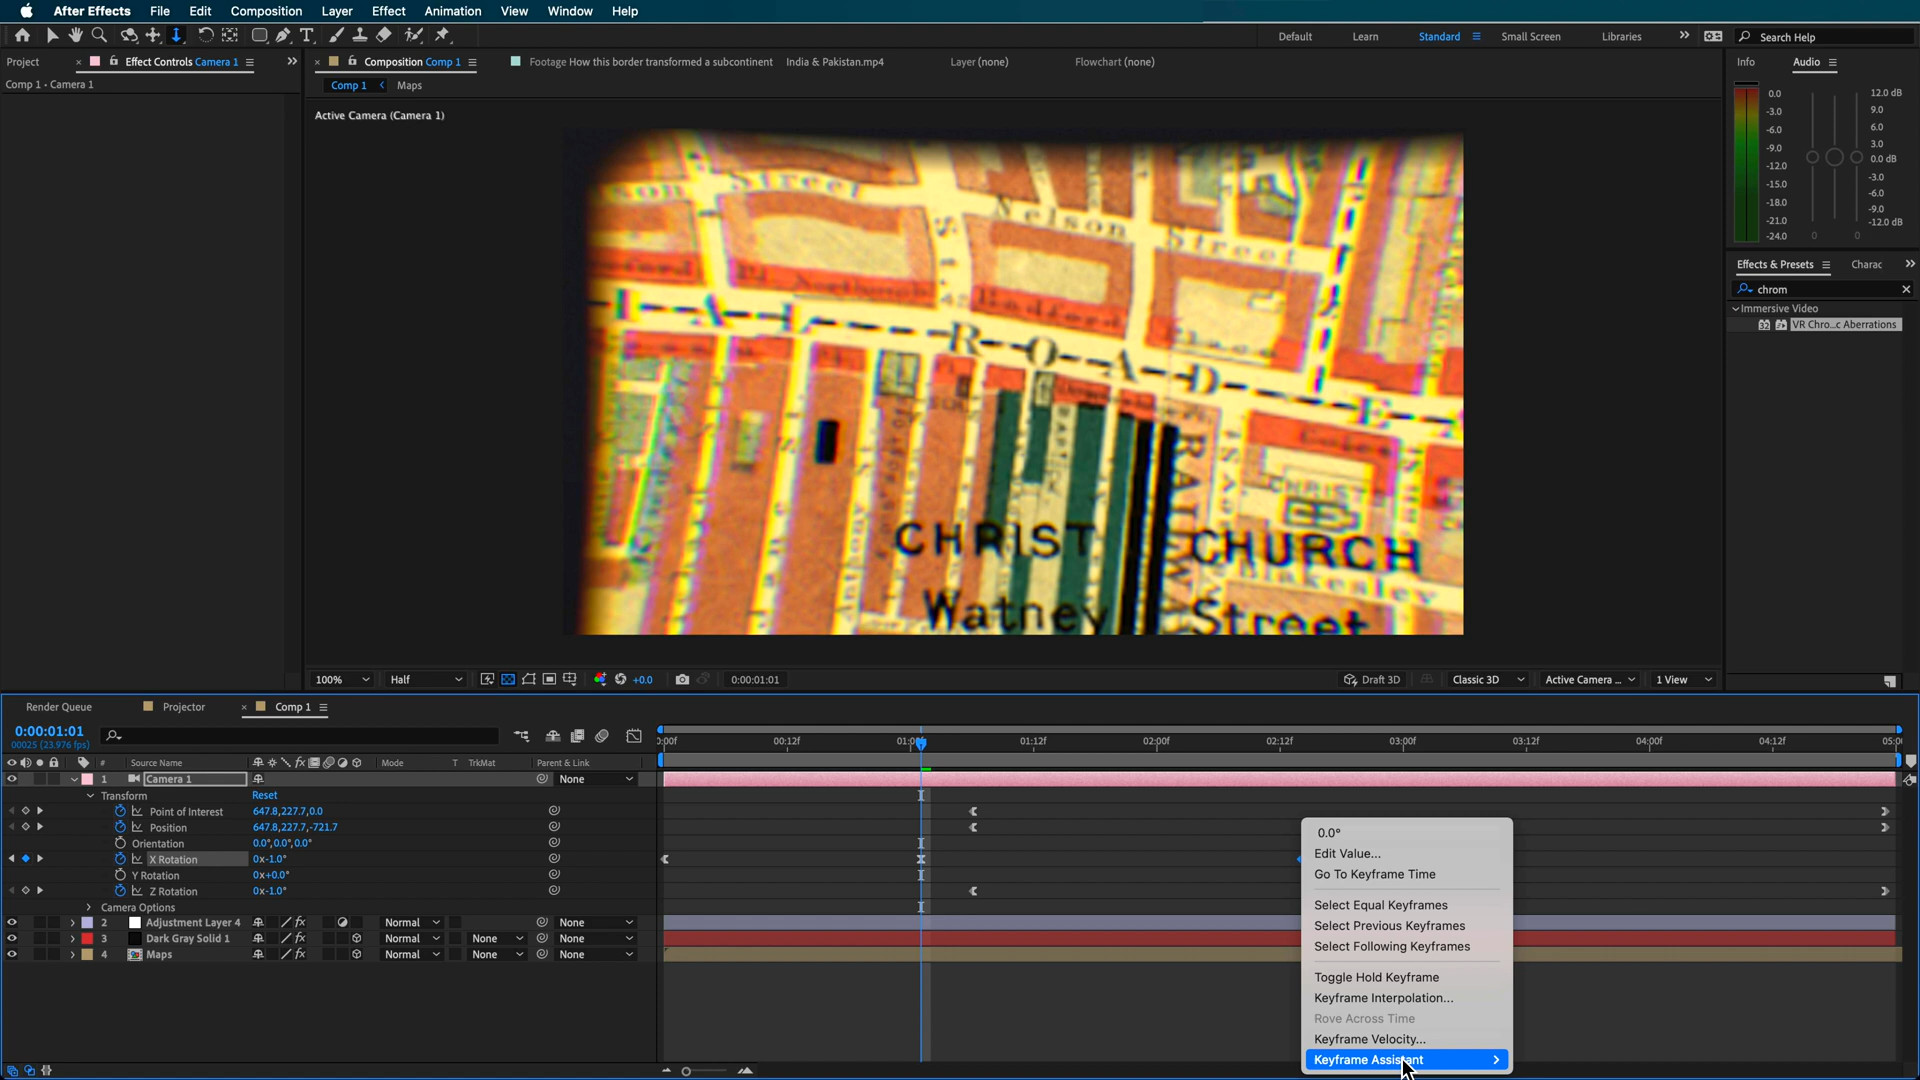 After Effects File Edit Composition Layer Effect Animation View Window Help
Default Learn Standard Small Screen Libraries Search Help
Project Effect Controls Camera 1 Composition Comp 1 Footage How this border transformed a subcontinent India & Pakistan.mp4 Layer (none) Flowchart (none) Info Audio
Comp 1 • Camera 1 Comp 1 Maps
Active Camera (Camera 1)
0.0 12.0 dB
-3.0 9.0
-6.0 6.0
-9.0 3.0
-12.0 0.0 dB
-15.0 -3.0
-18.0 -6.0
-21.0 -9.0
-24.0 -12.0 dB
0 0
Effects & Presets Charac
chrom
Immersive Video
32 VR Chro...c Aberrations
Street
Nelson
Street
I-A-L-ROAD-E
CHRIST CHURCH
RAILWAY
Watney Street
100% Half +0.0 0:00:01:01 Draft 3D Classic 3D Active Camera ... 1 View
Render Queue Projector Comp 1
0:00:01:01
00025 (23.976 fps)
:00f 00:12f 01:00f 01:12f 02:00f 02:12f 03:00f 03:12f 04:00f 04:12f 05:0
# Source Name fx Mode T TrkMat Parent & Link
1 Camera 1 None
Transform Reset
Point of Interest 647.8,227.7,0.0
Position 647.8,227.7,-721.7
Orientation 0.0°,0.0°,0.0°
X Rotation 0x-1.0°
Y Rotation 0x+0.0°
Z Rotation 0x-1.0°
Camera Options
2 Adjustment Layer 4 fx Normal None
3 Dark Gray Solid 1 fx Normal None None
4 Maps fx Normal None None
0.0°
Edit Value...
Go To Keyframe Time
Select Equal Keyframes
Select Previous Keyframes
Select Following Keyframes
Toggle Hold Keyframe
Keyframe Interpolation...
Rove Across Time
Keyframe Velocity...
Keyframe Assistant